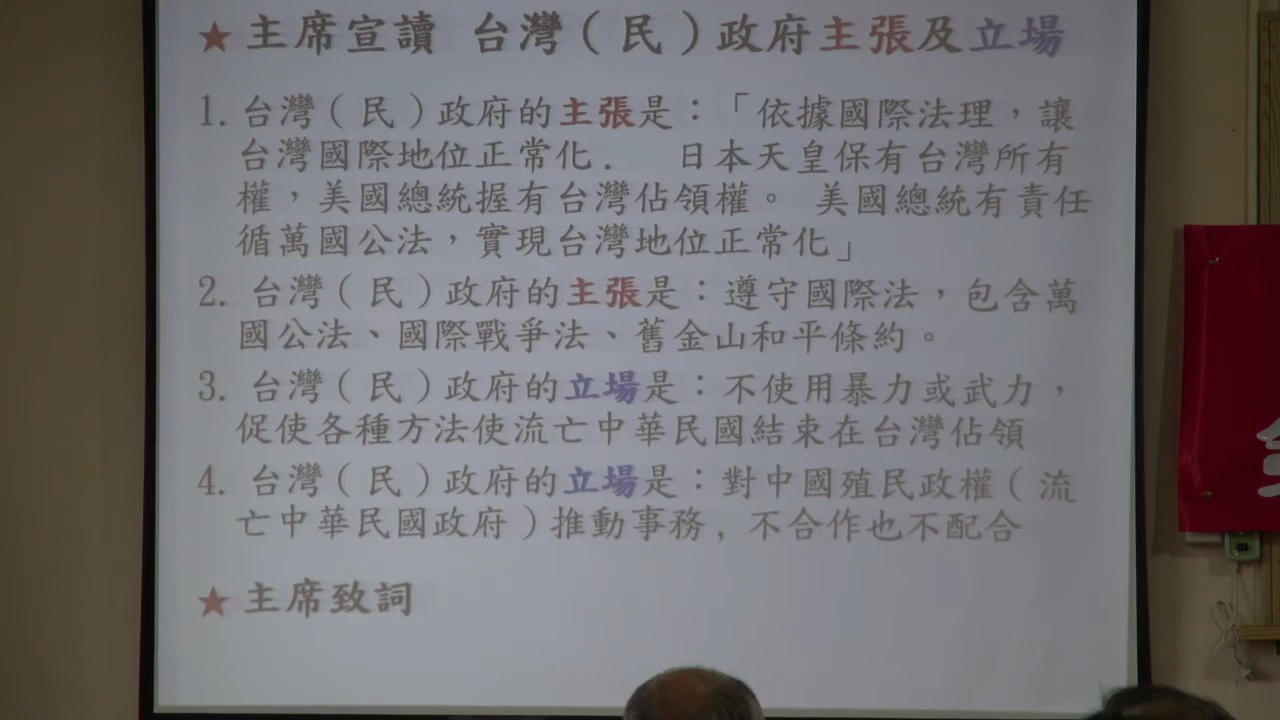 ★ 主席宣讀 台灣(民)政府主張及立場
1. 台灣(民)政府的主張是:「依據國際法理,讓
台灣國際地位正常化. 日本天皇保有台灣所有
權,美國總統握有台灣佔領權。 美國總統有責任
循萬國公法,實現台灣地位正常化」
2. 台灣(民)政府的主張是:遵守國際法,包含萬
國公法、國際戰爭法、舊金山和平條約。
3. 台灣(民)政府的立場是:不使用暴力或武力,
促使各種方法使流亡中華民國結束在台灣佔領
4. 台灣(民)政府的立場是:對中國殖民政權(流
亡中華民國政府)推動事務,不合作也不配合
★ 主席致詞